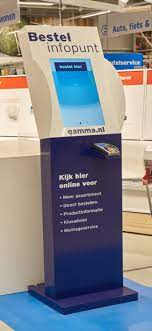 Bestel
infopunt
bestel hier
gamma.nl
Kijk hier
online voor
• Meer assortiment
• Direct bestellen
• Productinformatie
• Klusadvies
• Montageservice
Auto, fiets &